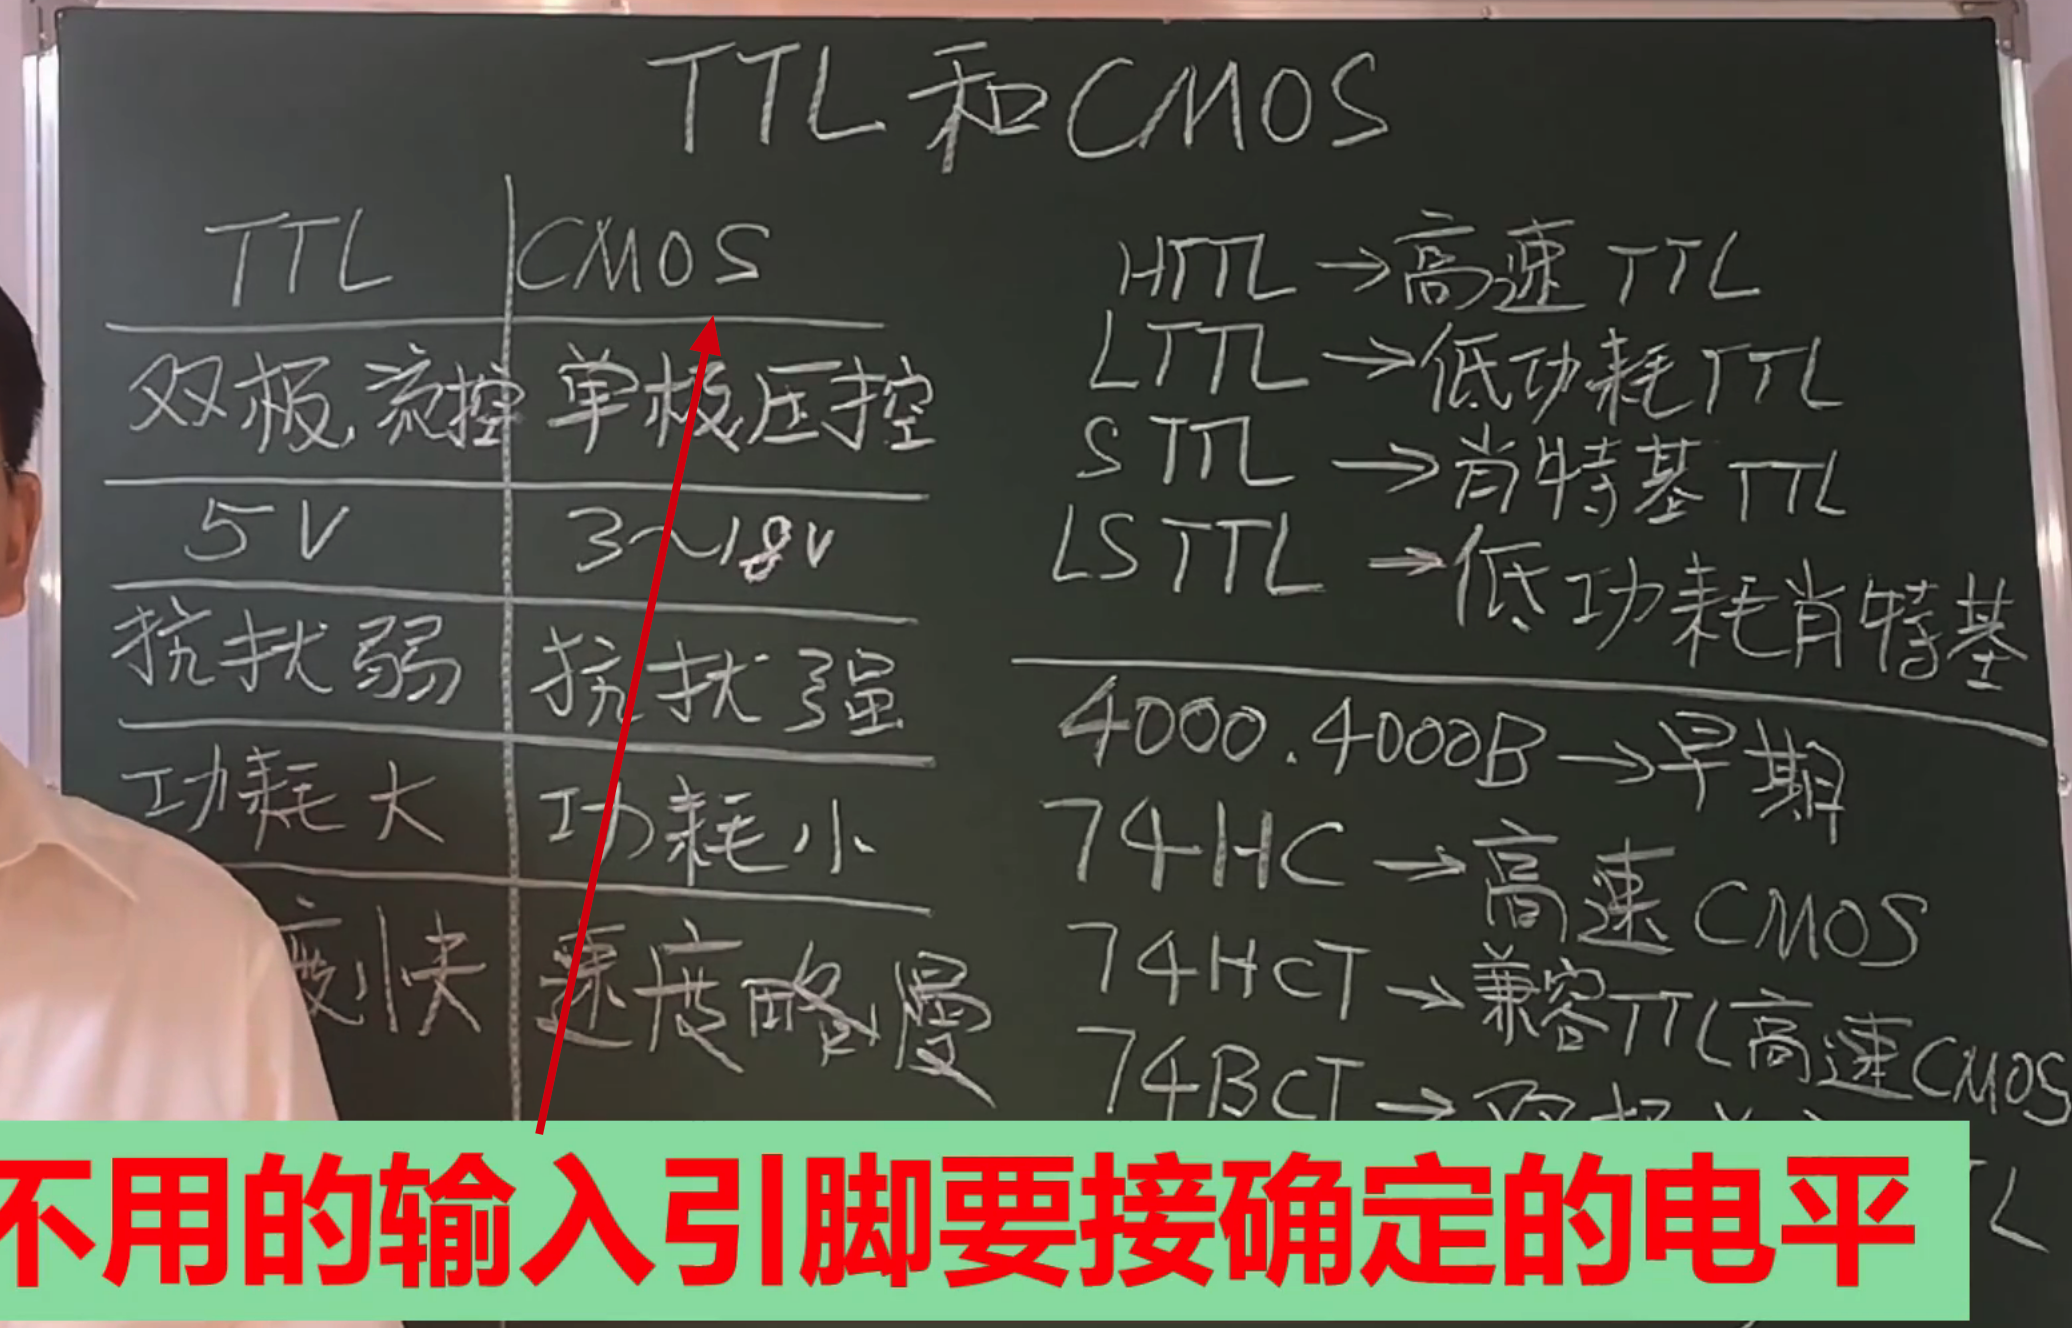 TTL和CMOS
TTL CMOS
双极,流控 单极压控
5V 3~18V
抗扰弱 抗扰强
功耗大 功耗小
度快 速度略慢
HTTL→高速TTL
LTTL→低功耗TTL
STTL→肖特基TTL
LSTTL→低功耗肖特基
4000.4000B→早期
74HC→高速CMOS
74HCT→兼容TTL高速CMOS
74BCT→
TL
不用的输入引脚要接确定的电平